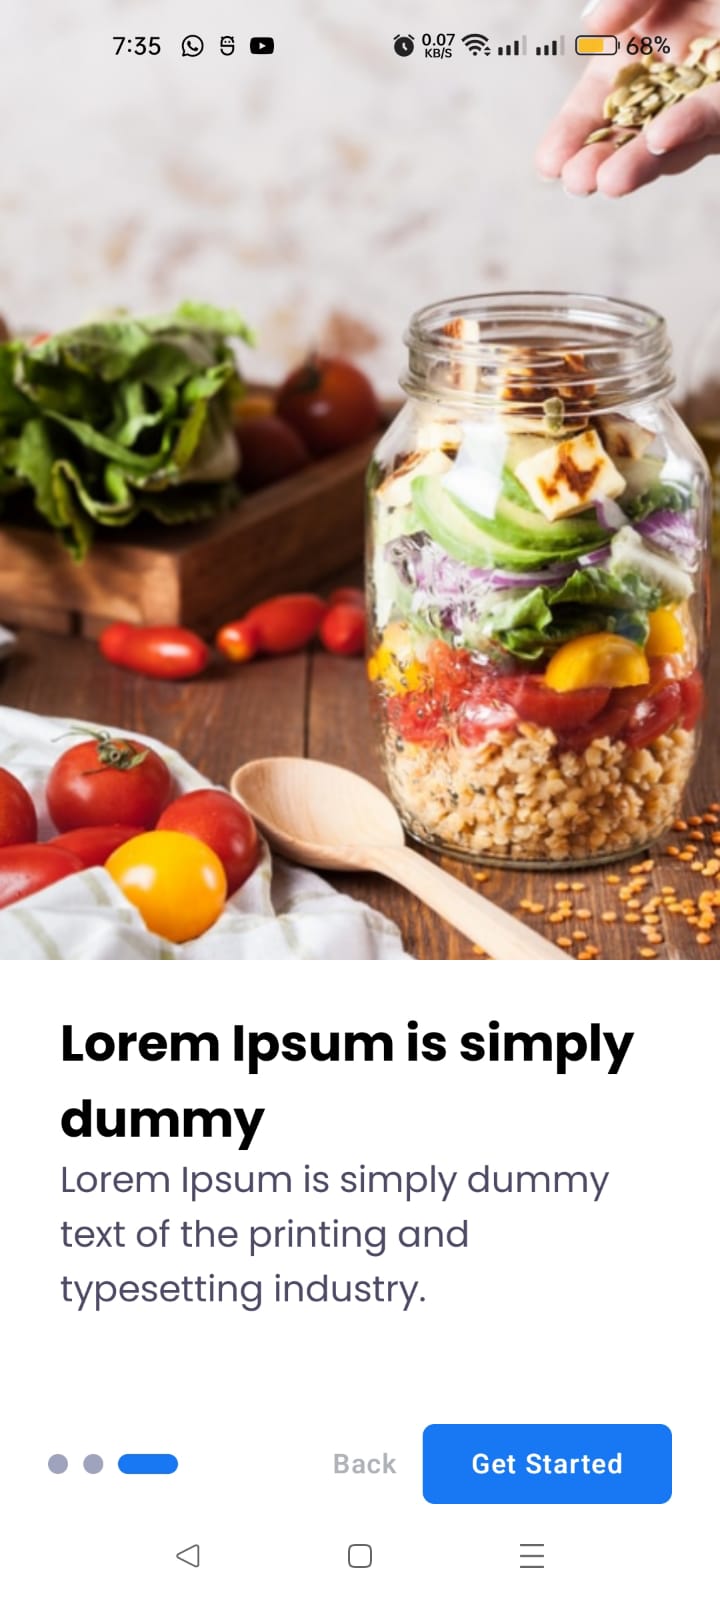 7:35
0.07
KB/S
68%
Lorem Ipsum is simply
dummy
Lorem Ipsum is simply dummy
text of the printing and
typesetting industry.
Back
Get Started